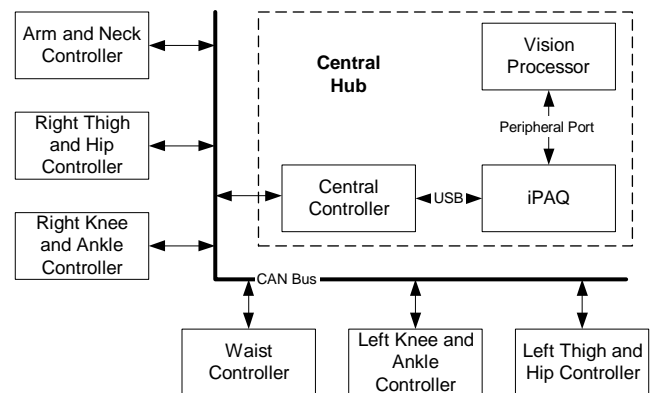 Arm and Neck
Controller
Right Thigh
and Hip
Controller
Right Knee
and Ankle
Controller
Central
Hub
Vision
Processor
Peripheral Port
Central
Controller
USB
iPAQ
CAN Bus
Waist
Controller
Left Knee and
Ankle
Controller
Left Thigh and
Hip Controller